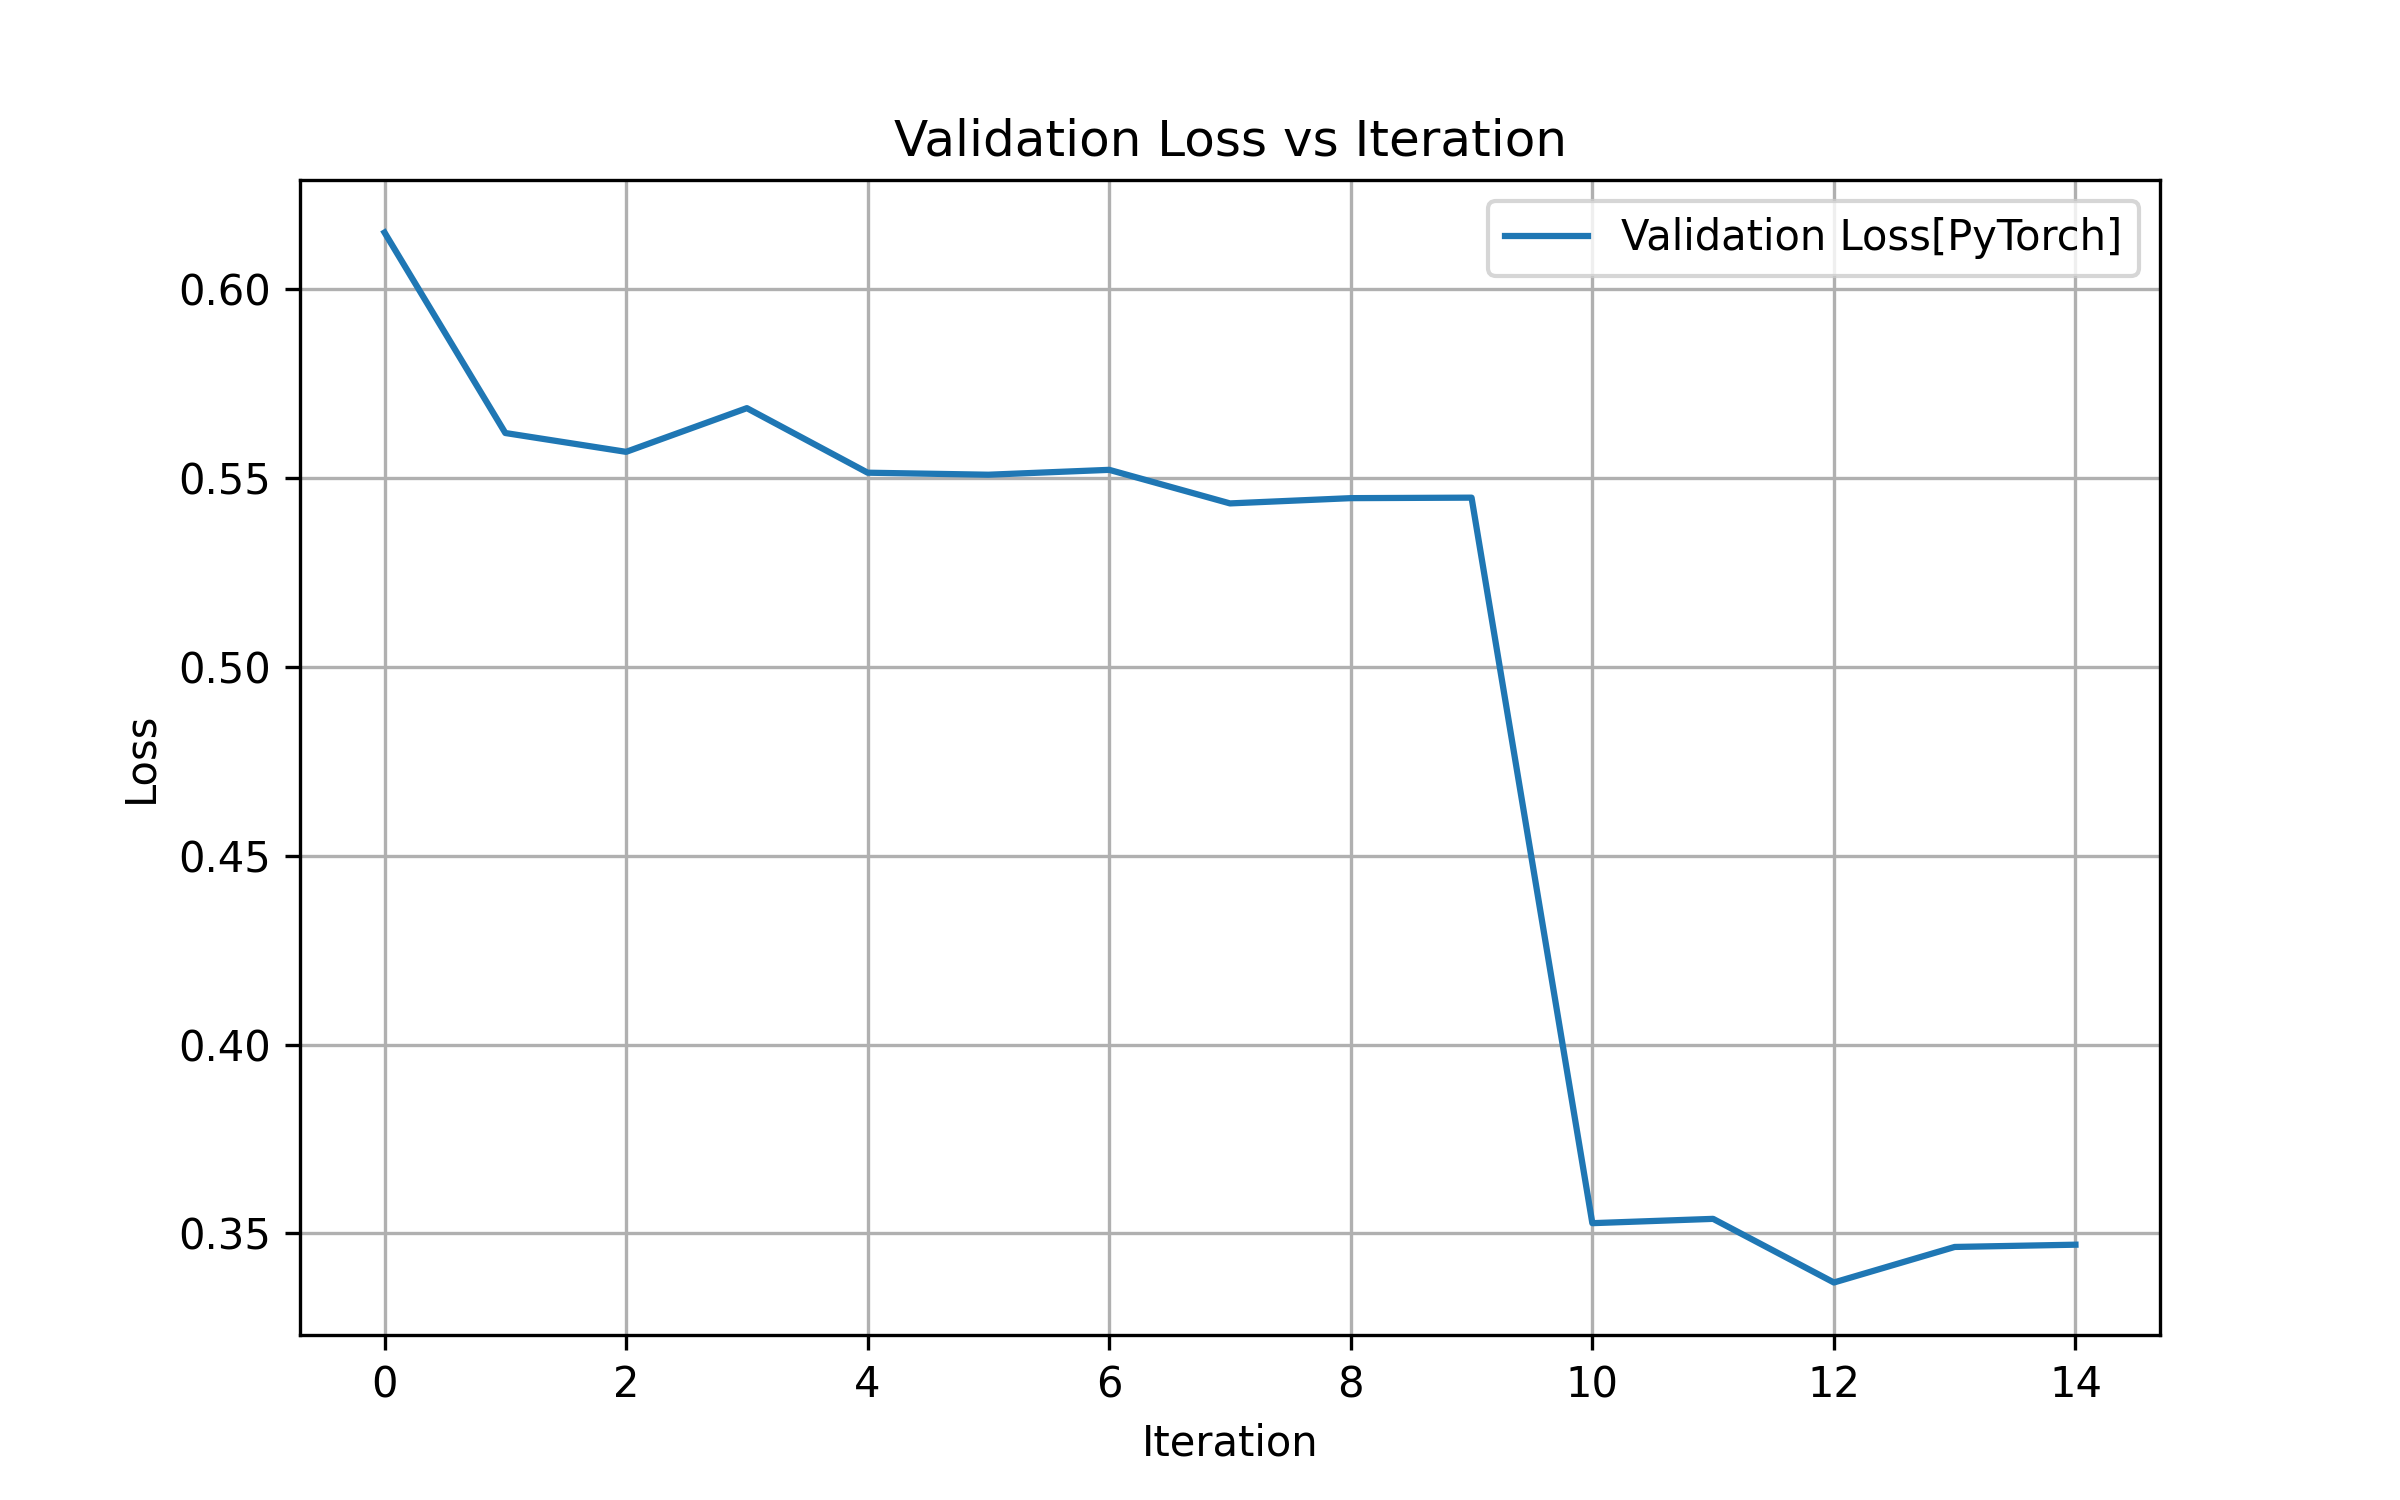 Validation Loss vs Iteration
Validation Loss[PyTorch]
0.60
0.55
0.50
0.45
0.40
0.35
Loss
0 2 4 6 8 10 12 14
Iteration